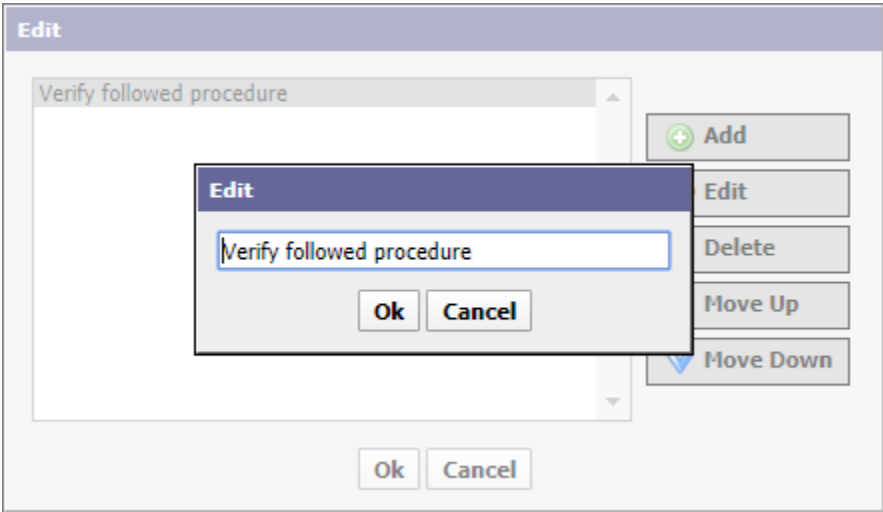 Edit
Verify followed procedure
Add
Edit
Edit
Verify followed procedure
Delete
Ok Cancel
Move Up
Move Down
Ok Cancel